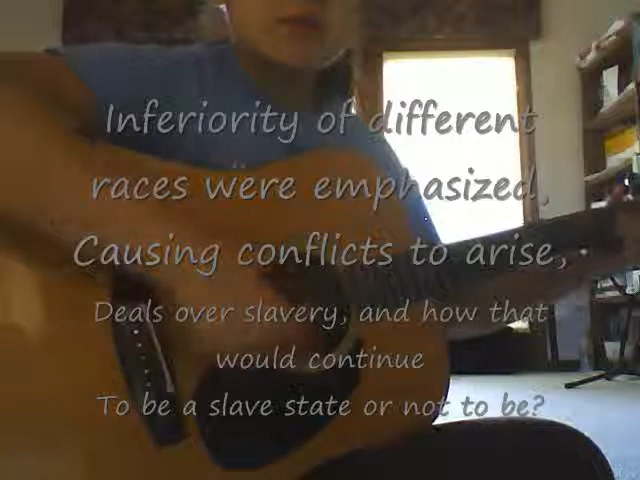 Inferiority of different
races were emphasized,
Causing conflicts to arise,
Deals over slavery, and how that
would continue
To be a slave state or not to be?